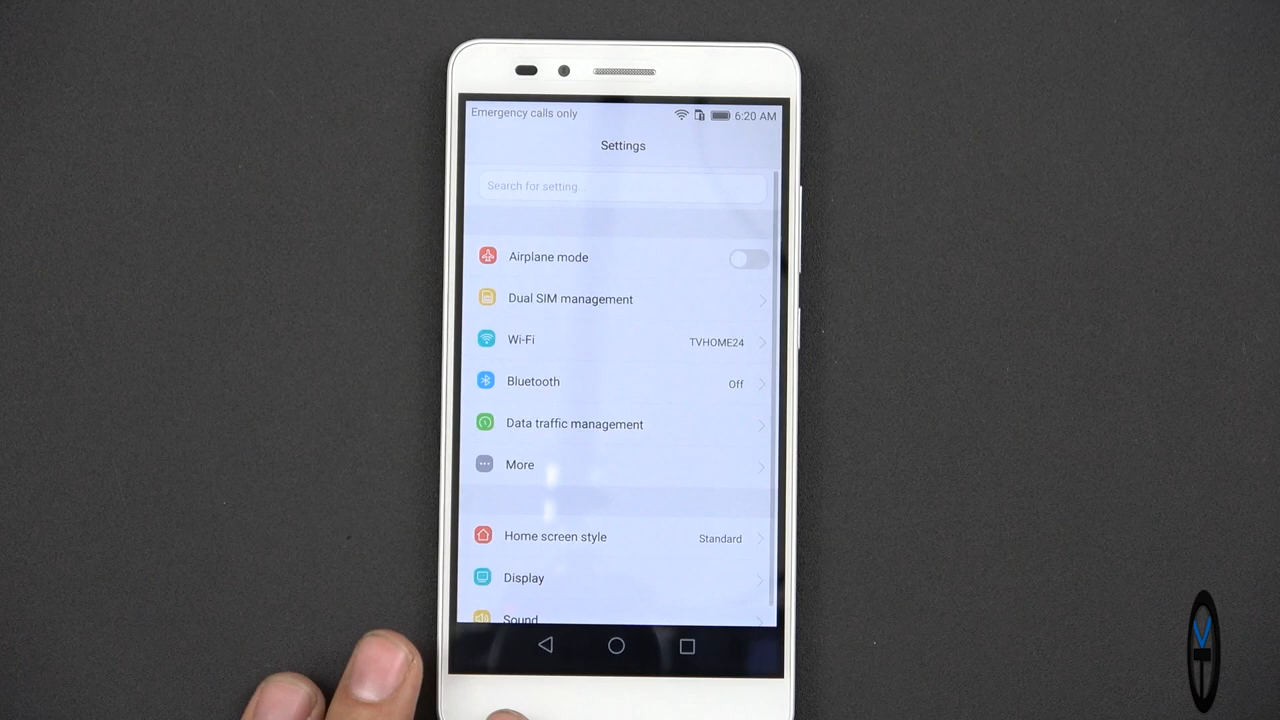 Emergency calls only 6:20 AM
Settings
Search for setting...
Airplane mode
Dual SIM management
Wi-Fi TVHOME24
Bluetooth Off
Data traffic management
More
Home screen style Standard
Display
Sound